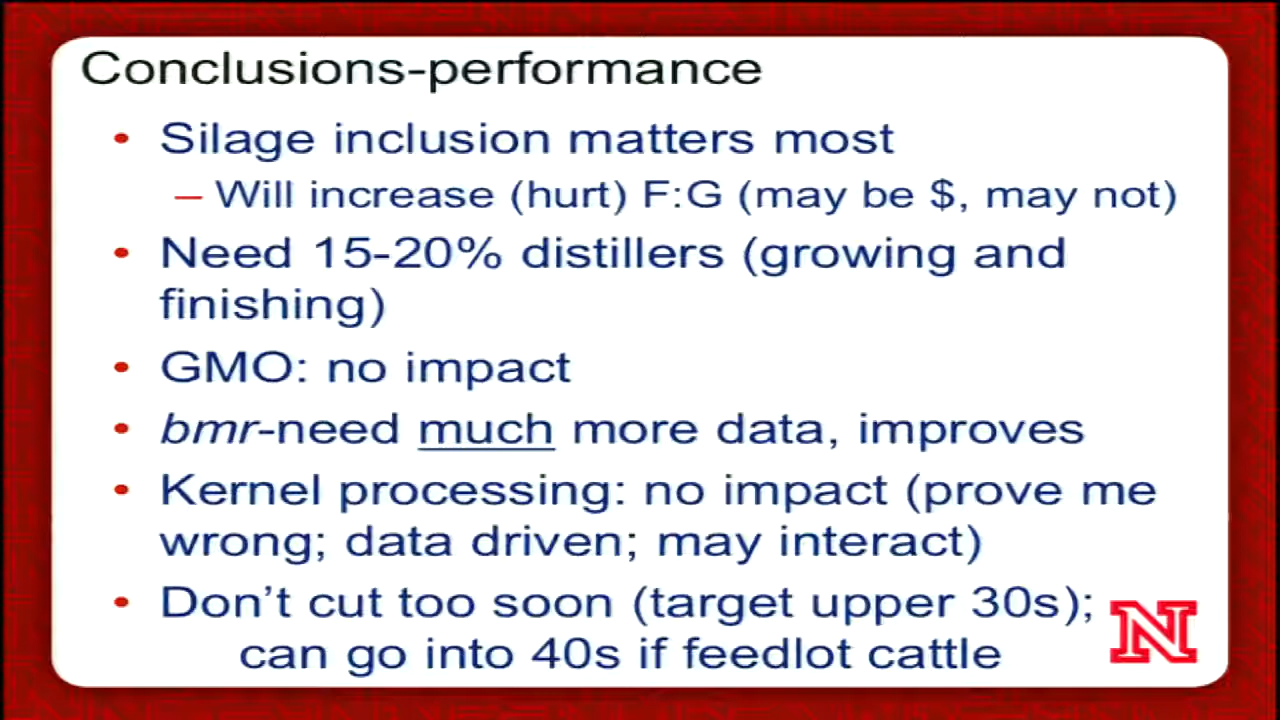 Conclusions-performance
• Silage inclusion matters most
– Will increase (hurt) F:G (may be $, may not)
• Need 15-20% distillers (growing and
finishing)
• GMO: no impact
• bmr-need much more data, improves
• Kernel processing: no impact (prove me
wrong; data driven; may interact)
• Don’t cut too soon (target upper 30s);
can go into 40s if feedlot cattle
N